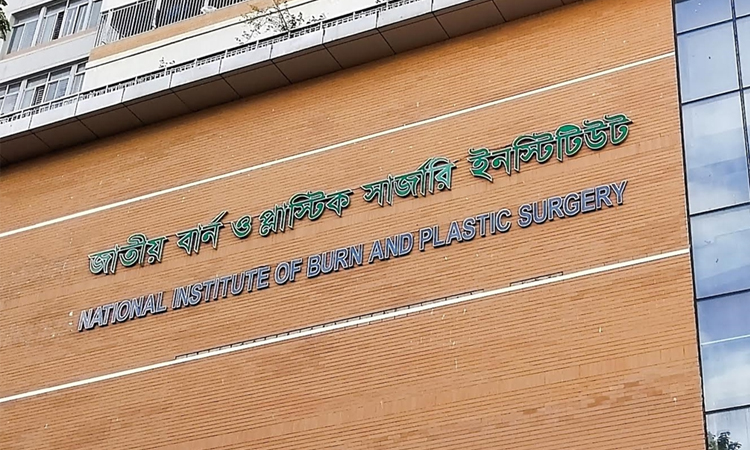 জাতীয় বার্ন ও প্লাস্টিক সার্জারি ইনস্টিটিউট
NATIONAL INSTITUTE OF BURN AND PLASTIC SURGERY